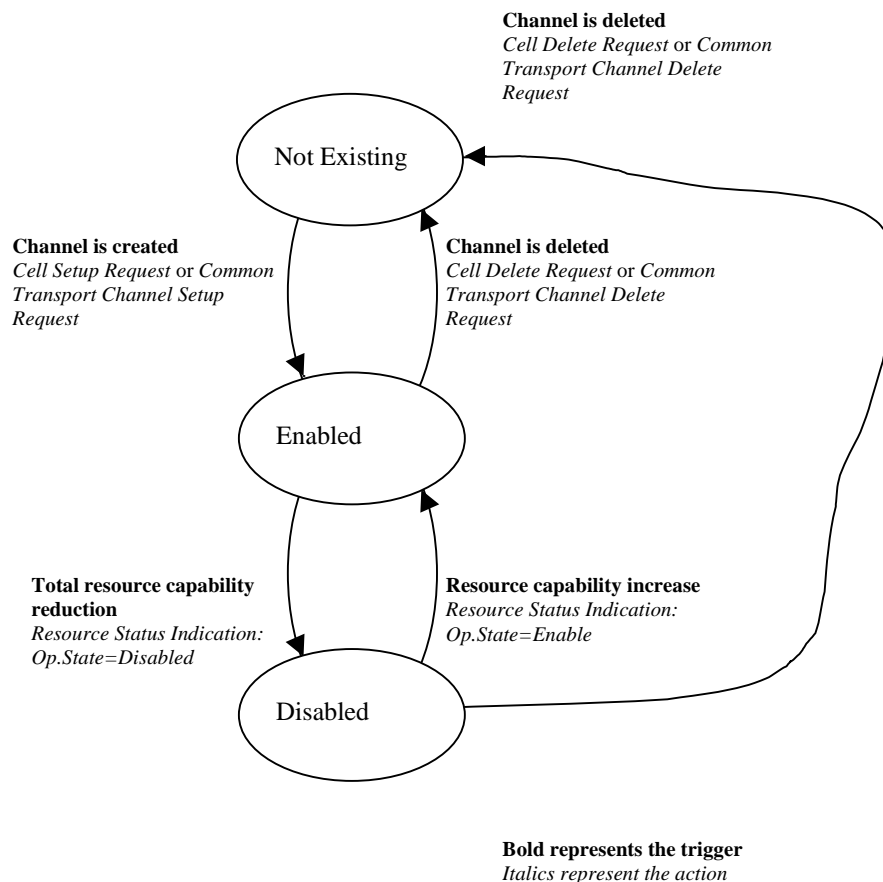 Channel is deleted
Cell Delete Request or Common
Transport Channel Delete
Request
Not Existing
Channel is created
Cell Setup Request or Common
Transport Channel Setup
Request
Channel is deleted
Cell Delete Request or Common
Transport Channel Delete
Request
Enabled
Total resource capability
reduction
Resource Status Indication:
Op.State=Disabled
Resource capability increase
Resource Status Indication:
Op.State=Enable
Disabled
Bold represents the trigger
Italics represent the action